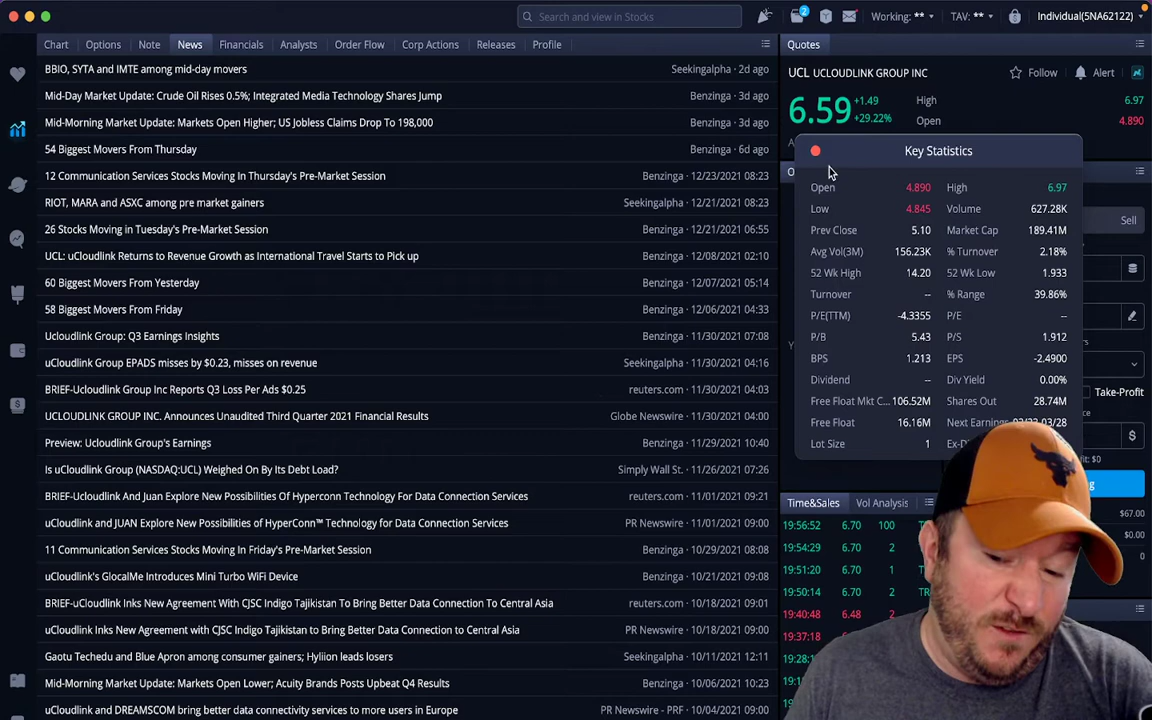 Search and view in Stocks
2
Working: **
TAV: **
Individual(5NA62122)
Chart Options Note News Financials Analysts Order Flow Corp Actions Releases Profile
BBIO, SYTA and IMTE among mid-day movers Seekingalpha · 2d ago
Mid-Day Market Update: Crude Oil Rises 0.5%; Integrated Media Technology Shares Jump Benzinga · 3d ago
Mid-Morning Market Update: Markets Open Higher; US Jobless Claims Drop To 198,000 Benzinga · 3d ago
54 Biggest Movers From Thursday Benzinga · 6d ago
12 Communication Services Stocks Moving In Thursday's Pre-Market Session Benzinga · 12/23/2021 08:23
RIOT, MARA and ASXC among pre market gainers Seekingalpha · 12/21/2021 08:23
26 Stocks Moving in Tuesday's Pre-Market Session Benzinga · 12/21/2021 06:55
UCL: uCloudlink Returns to Revenue Growth as International Travel Starts to Pick up Benzinga · 12/08/2021 02:10
60 Biggest Movers From Yesterday Benzinga · 12/07/2021 05:14
58 Biggest Movers From Friday Benzinga · 12/06/2021 04:33
Ucloudlink Group: Q3 Earnings Insights Benzinga · 11/30/2021 07:08
uCloudlink Group EPADS misses by $0.23, misses on revenue Seekingalpha · 11/30/2021 04:16
BRIEF-Ucloudlink Group Inc Reports Q3 Loss Per Ads $0.25 reuters.com · 11/30/2021 04:03
UCLOUDLINK GROUP INC. Announces Unaudited Third Quarter 2021 Financial Results Globe Newswire · 11/30/2021 04:00
Preview: Ucloudlink Group's Earnings Benzinga · 11/29/2021 10:40
Is uCloudlink Group (NASDAQ:UCL) Weighed On By Its Debt Load? Simply Wall St. · 11/26/2021 07:26
BRIEF-Ucloudlink And Juan Explore New Possibilities Of Hyperconn Technology For Data Connection Services reuters.com · 11/01/2021 09:21
uCloudlink and JUAN Explore New Possibilities of HyperConn™ Technology for Data Connection Services PR Newswire · 11/01/2021 09:00
11 Communication Services Stocks Moving In Friday's Pre-Market Session Benzinga · 10/29/2021 08:08
uCloudlink's GlocalMe Introduces Mini Turbo WiFi Device Benzinga · 10/21/2021 09:08
BRIEF-uCloudlink Inks New Agreement With CJSC Indigo Tajikistan To Bring Better Data Connection To Central Asia reuters.com · 10/18/2021 09:01
uCloudlink Inks New Agreement with CJSC Indigo Tajikistan to Bring Better Data Connection to Central Asia PR Newswire · 10/18/2021 09:00
Gaotu Techedu and Blue Apron among consumer gainers; Hyliion leads losers Seekingalpha · 10/11/2021 12:11
Mid-Morning Market Update: Markets Open Lower; Acuity Brands Posts Upbeat Q4 Results Benzinga · 10/06/2021 10:23
uCloudlink and DREAMSCOM bring better data connectivity services to more users in Europe PR Newswire - PRF · 10/04/2021 09:00
Quotes
UCL UCLOUDLINK GROUP INC Follow Alert
6.59 +1.49 +29.22%
High 6.97
Open 4.890
Key Statistics
Open 4.890 High 6.97
Low 4.845 Volume 627.28K
Prev Close 5.10 Market Cap 189.41M
Avg Vol(3M) 156.23K % Turnover 2.18%
52 Wk High 14.20 52 Wk Low 1.933
Turnover -- % Range 39.86%
P/E(TTM) -4.3355 P/E --
P/B 5.43 P/S 1.912
BPS 1.213 EPS -2.4900
Dividend -- Div Yield 0.00%
Free Float Mkt C... 106.52M Shares Out 28.74M
Free Float 16.16M Next Earnings
Lot Size 1
Sell
Take-Profit
$
$0
$67.00
$0.00
0
Time&Sales Vol Analysis
19:56:52 6.70 100
19:54:29 6.70 2
19:51:20 6.70 1
19:50:14 6.70 2
19:40:48 6.48 2
19:37:18
19:28: